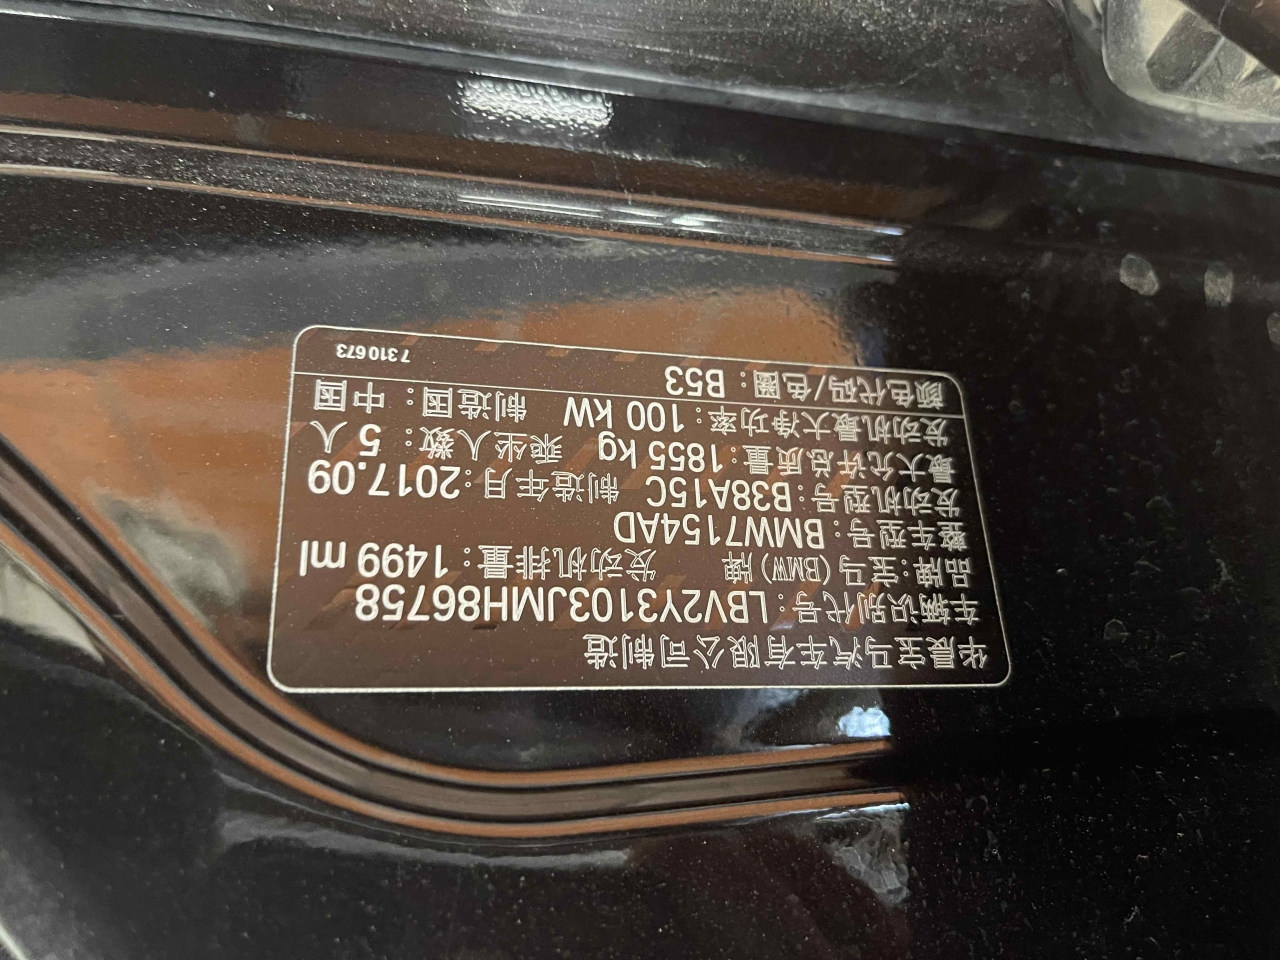 华晨宝马汽车有限公司制造
车辆识别代号：LBV2Y3103JMH86758
品牌：宝马(BMW)牌 发动机排量：1499 ml
整车型号：BMW7154AD
发动机型号：B38A15C 制造年月：2017.09
最大允许总质量：1855 kg 乘坐人数：5 人
发动机最大净功率：100 kW 制造国：中国
颜色代码/色圈：B53
7310673